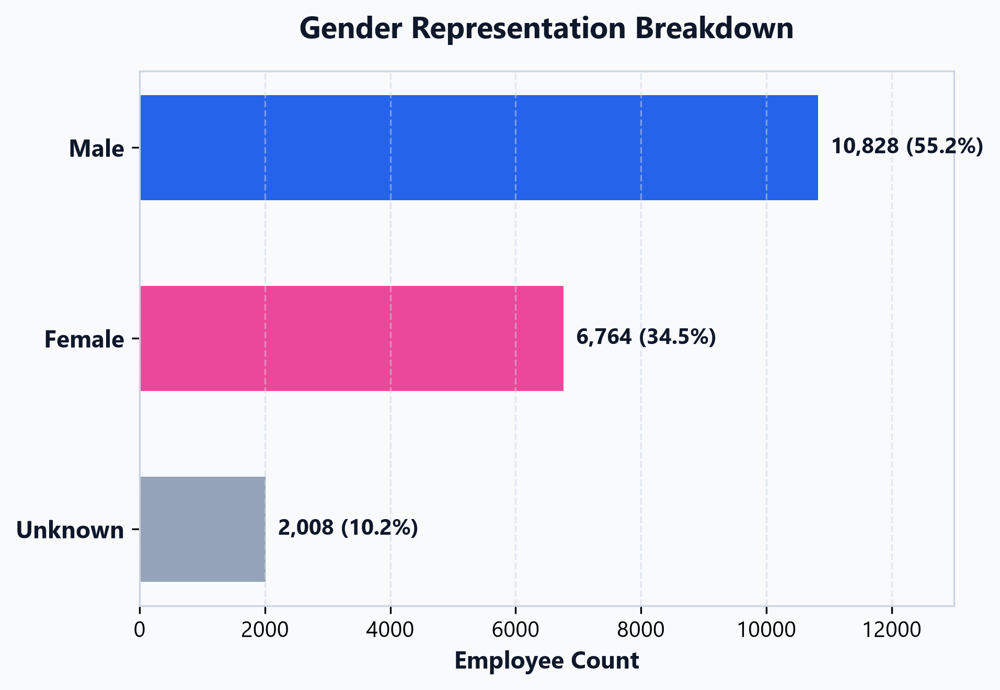 Gender Representation Breakdown
Male
10,828 (55.2%)
Female
6,764 (34.5%)
Unknown
2,008 (10.2%)
0 2000 4000 6000 8000 10000 12000
Employee Count